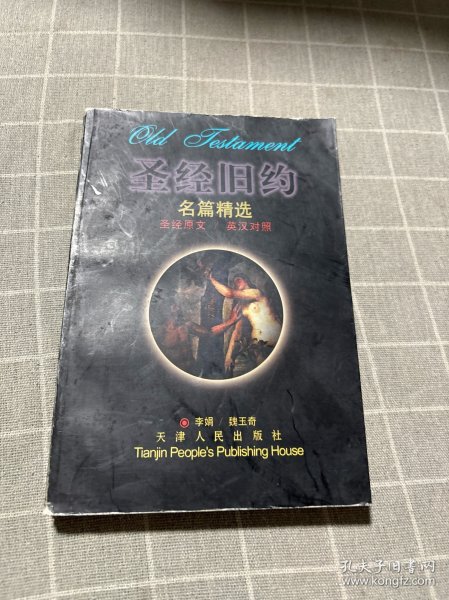 Old Testament
圣经旧约
名篇精选
圣经原文 英汉对照
李娟 / 魏玉奇
天津人民出版社
Tianjin People's Publishing House
孔夫子旧书网
www.kongfz.com